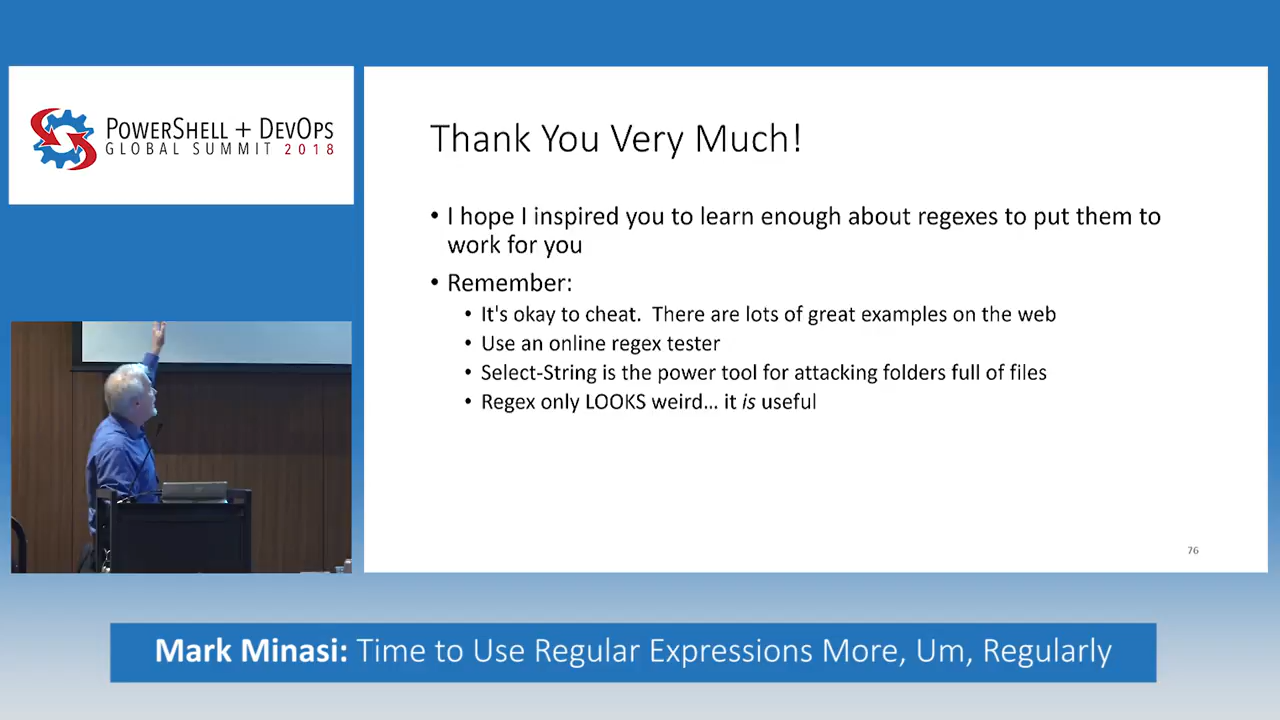 POWERSHELL + DEVOPS
GLOBAL SUMMIT 2018
Thank You Very Much!
• I hope I inspired you to learn enough about regexes to put them to
work for you
• Remember:
• It's okay to cheat.  There are lots of great examples on the web
• Use an online regex tester
• Select-String is the power tool for attacking folders full of files
• Regex only LOOKS weird… it is useful
76
Mark Minasi: Time to Use Regular Expressions More, Um, Regularly